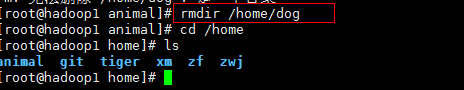 [root@hadoop1 animal]# rmdir /home/dog
[root@hadoop1 animal]# cd /home
[root@hadoop1 home]# ls
animal git tiger xm zf zwj
[root@hadoop1 home]#